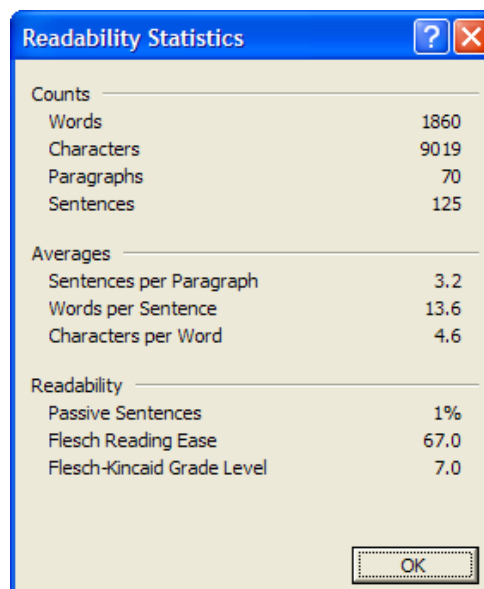 Readability Statistics ?
Counts
Words 1860
Characters 9019
Paragraphs 70
Sentences 125
Averages
Sentences per Paragraph 3.2
Words per Sentence 13.6
Characters per Word 4.6
Readability
Passive Sentences 1%
Flesch Reading Ease 67.0
Flesch-Kincaid Grade Level 7.0
OK